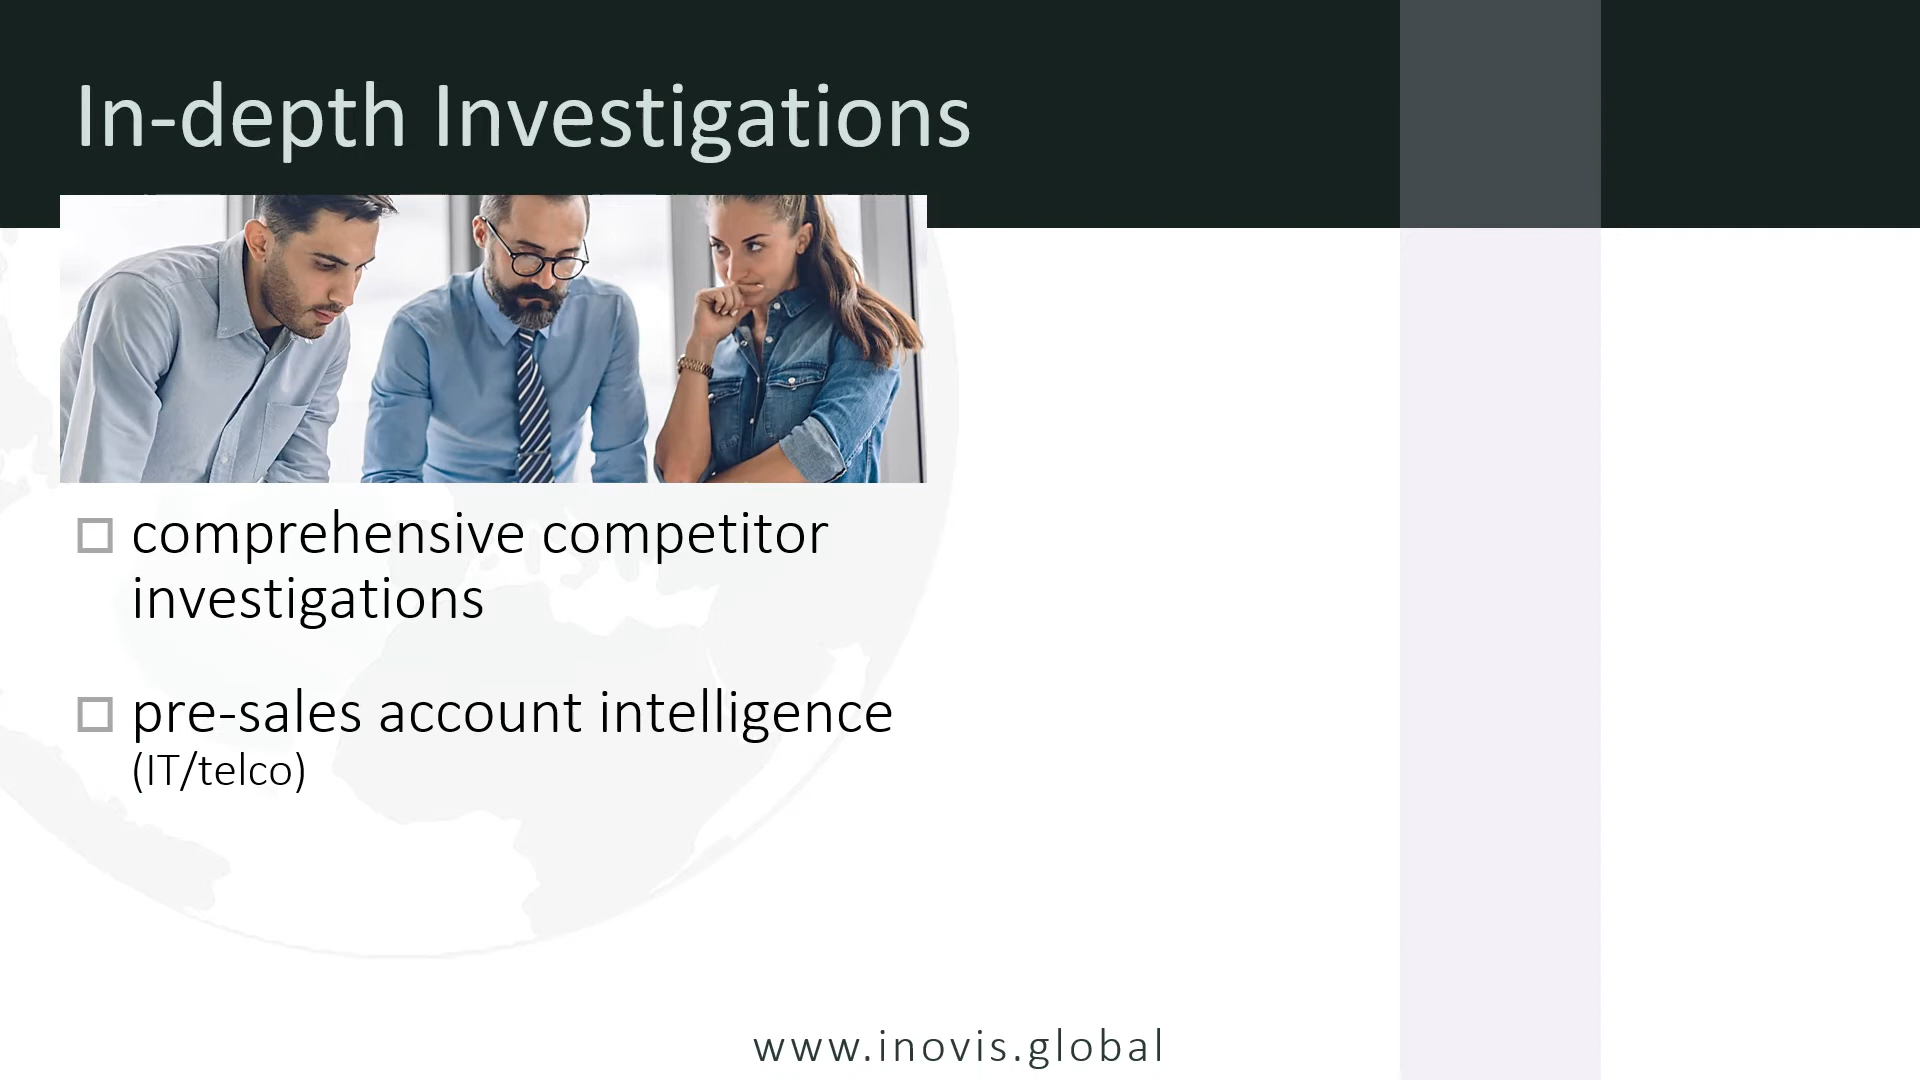 In-depth Investigations
comprehensive competitor
investigations
pre-sales account intelligence
(IT/telco)
www.inovis.global